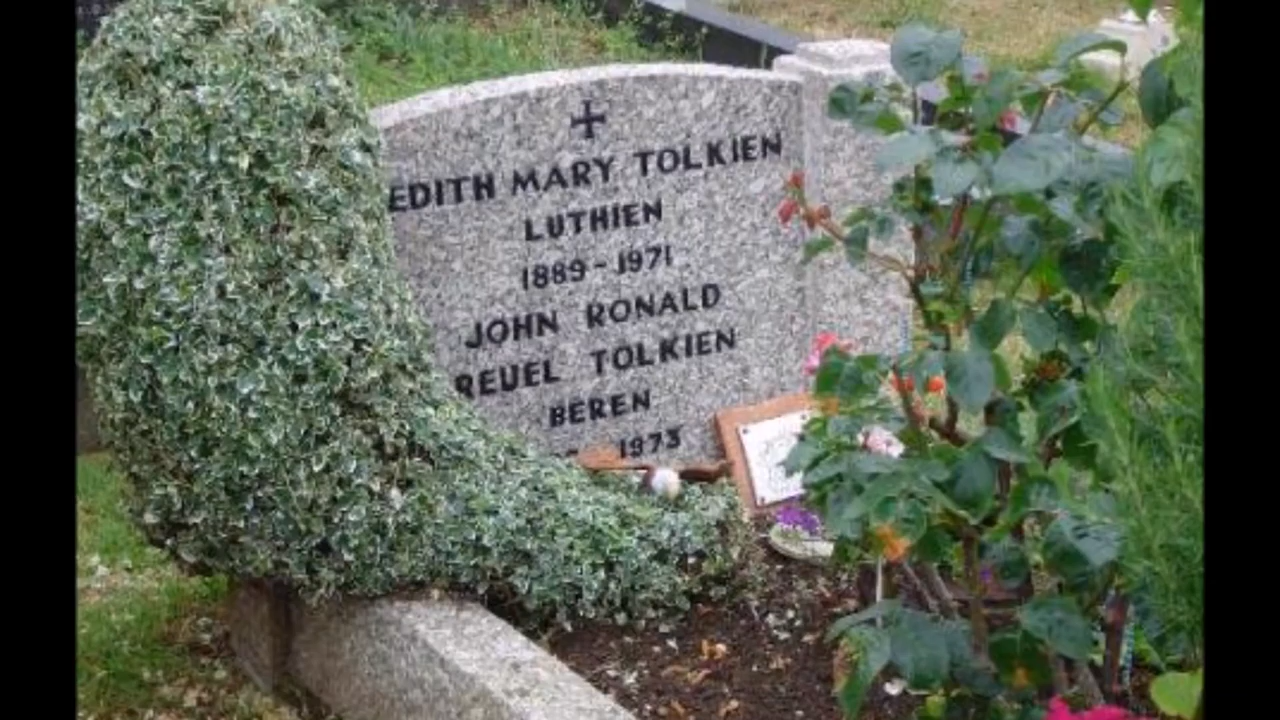 EDITH MARY TOLKIEN
LUTHIEN
1889 - 1971
JOHN RONALD
REUEL TOLKIEN
BEREN
1973